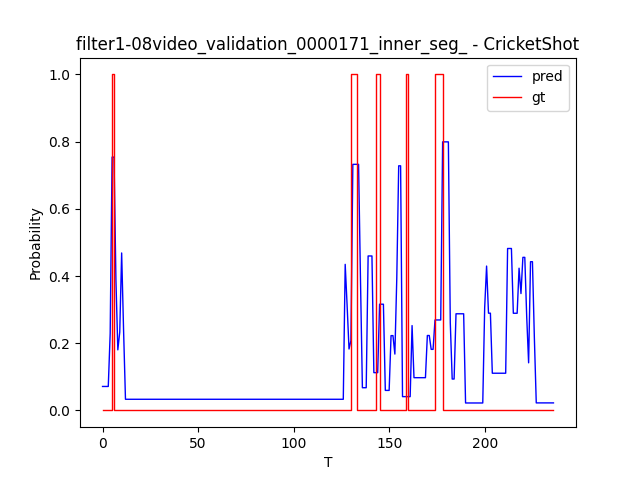 filter1-08video_validation_0000171_inner_seg_ - CricketShot
pred
gt
1.0
0.8
0.6
0.4
0.2
0.0
Probability
0
50
100
150
200
T